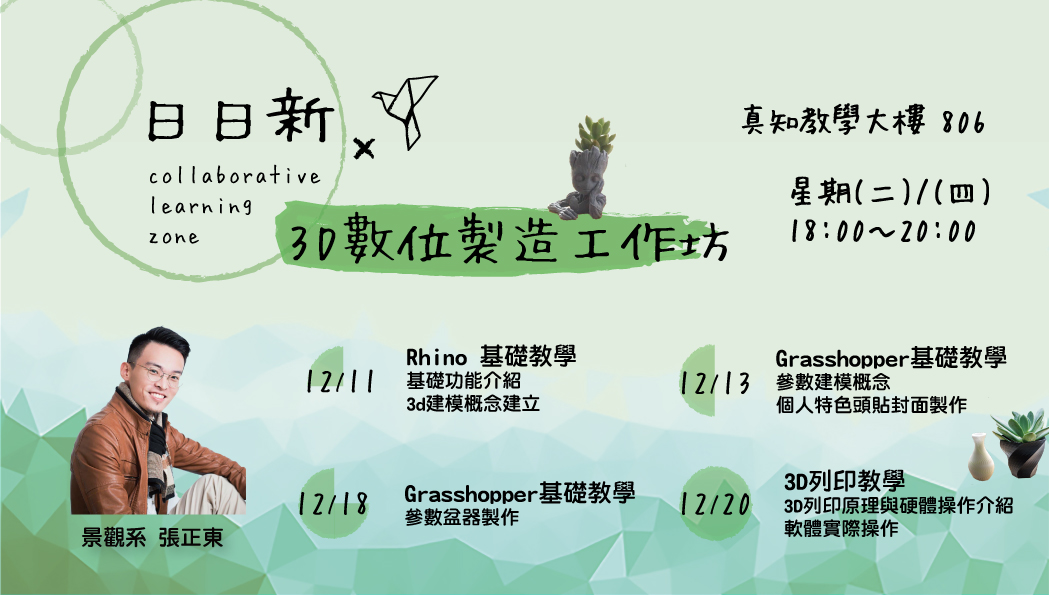 日日新
×
collaborative
learning
zone
3D數位製造工作坊
真知教學大樓 806
星期(二)/(四)
18:00~20:00
景觀系 張正東
12/11
Rhino 基礎教學
基礎功能介紹
3d建模概念建立
12/13
Grasshopper基礎教學
參數建模概念
個人特色頭貼封面製作
12/18
Grasshopper基礎教學
參數盆器製作
12/20
3D列印教學
3D列印原理與硬體操作介紹
軟體實際操作